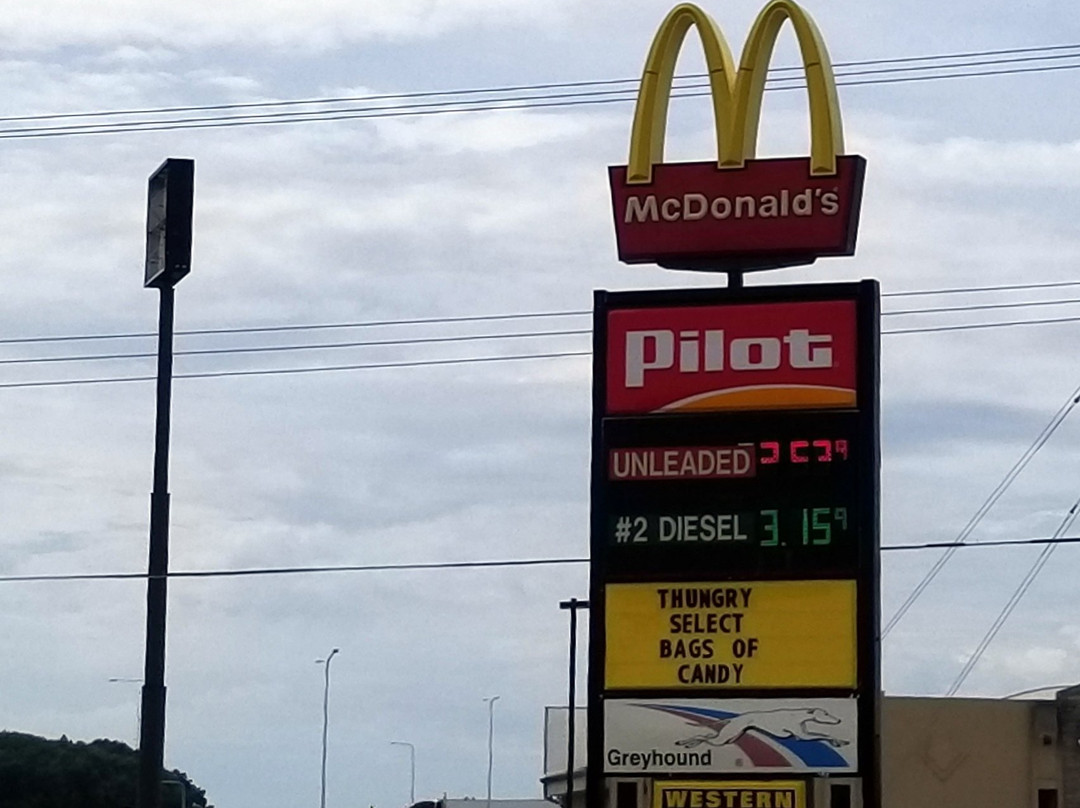 McDonald's
Pilot
UNLEADED
#2 DIESEL 3.15⁹
THUNGRY
SELECT
BAGS OF
CANDY
Greyhound
WESTERN